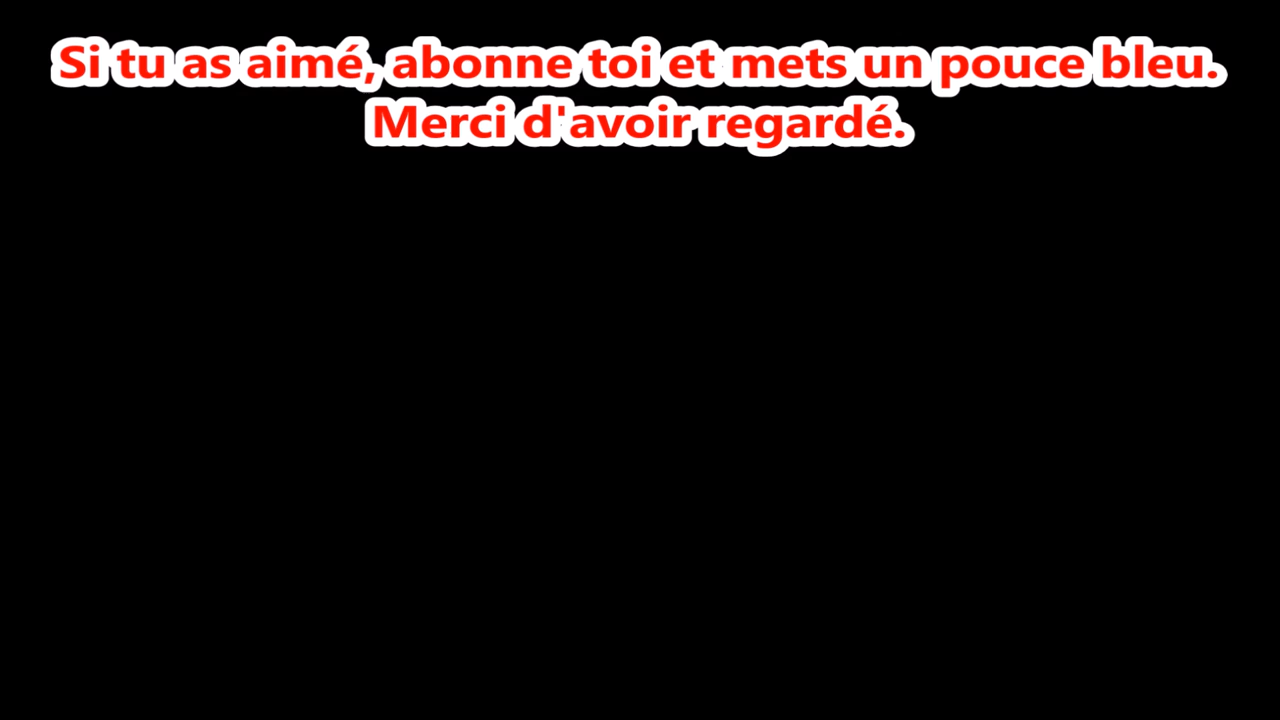 Si tu as aimé, abonne toi et mets un pouce bleu.
Merci d'avoir regardé.